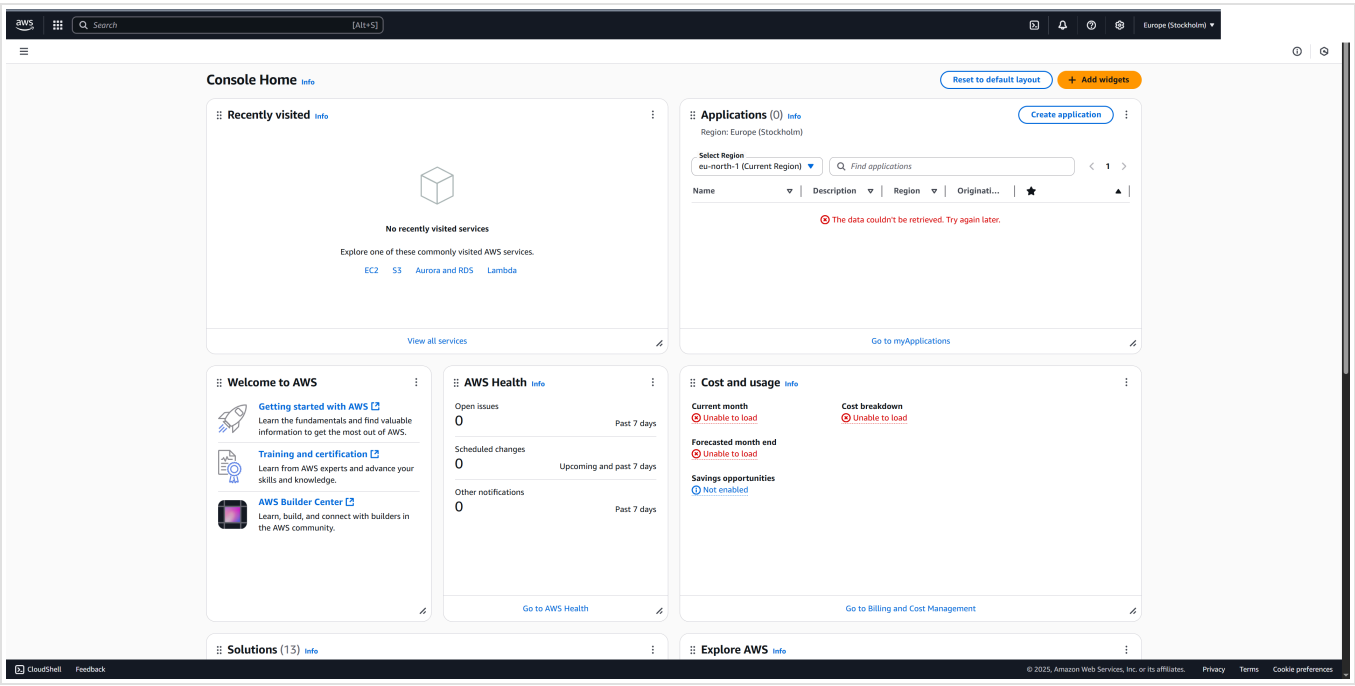 aws
Search [Alt+S]
Europe (Stockholm)
Console Home Info
Reset to default layout
Add widgets
Recently visited Info
No recently visited services
Explore one of these commonly visited AWS services.
EC2 S3 Aurora and RDS Lambda
View all services
Applications (0) Info
Create application
Region: Europe (Stockholm)
Select Region
eu-north-1 (Current Region)
Find applications
1
Name Description Region Originati...
The data couldn't be retrieved. Try again later.
Go to myApplications
Welcome to AWS
Getting started with AWS
Learn the fundamentals and find valuable
information to get the most out of AWS.
Training and certification
Learn from AWS experts and advance your
skills and knowledge.
AWS Builder Center
Learn, build, and connect with builders in
the AWS community.
AWS Health Info
Open issues
0 Past 7 days
Scheduled changes
0 Upcoming and past 7 days
Other notifications
0 Past 7 days
Go to AWS Health
Cost and usage Info
Current month
Unable to load
Cost breakdown
Unable to load
Forecasted month end
Unable to load
Savings opportunities
Not enabled
Go to Billing and Cost Management
Solutions (13) Info
Explore AWS Info
CloudShell Feedback
© 2025, Amazon Web Services, Inc. or its affiliates. Privacy Terms Cookie preferences